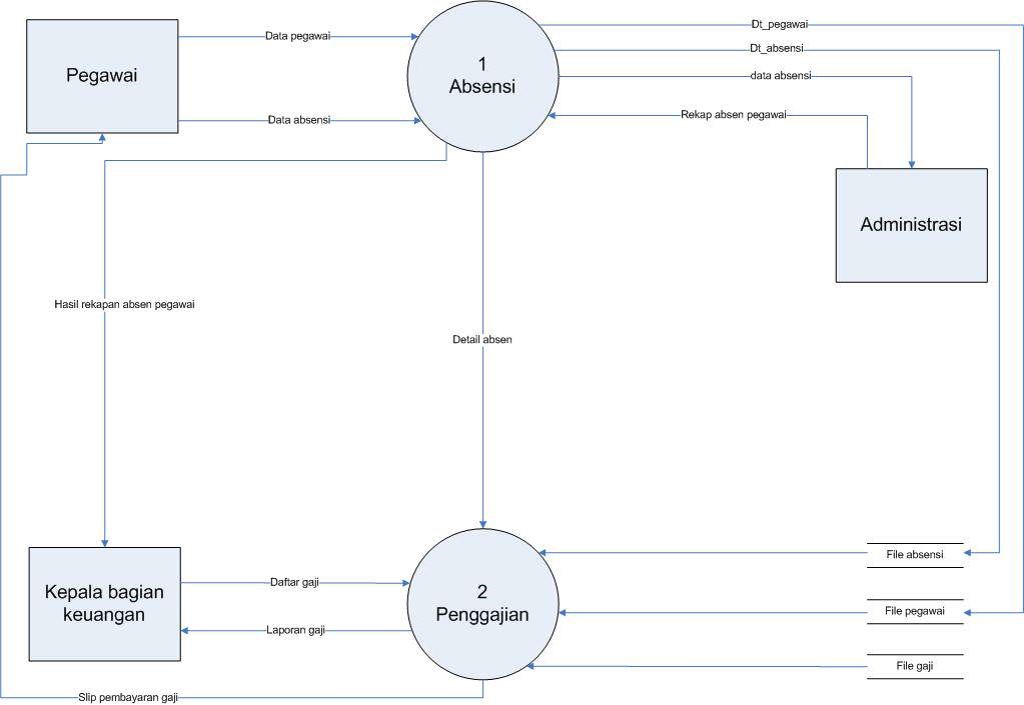 Dt_pegawai
Data pegawai
Dt_absensi
1
Absensi
Pegawai
data absensi
Data absensi
Rekap absen pegawai
Administrasi
Hasil rekapan absen pegawai
Detail absen
File absensi
Kepala bagian
keuangan
Daftar gaji
2
Penggajian
File pegawai
Laporan gaji
File gaji
Slip pembayaran gaji